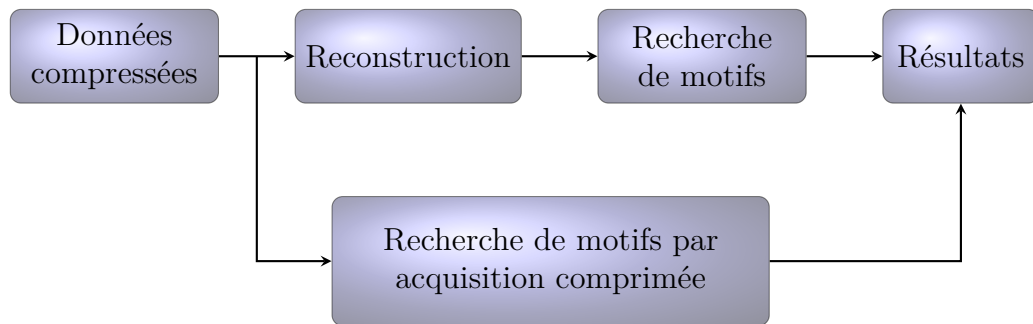 Données
compressées
Reconstruction
Recherche
de motifs
Résultats
Recherche de motifs par
acquisition comprimée